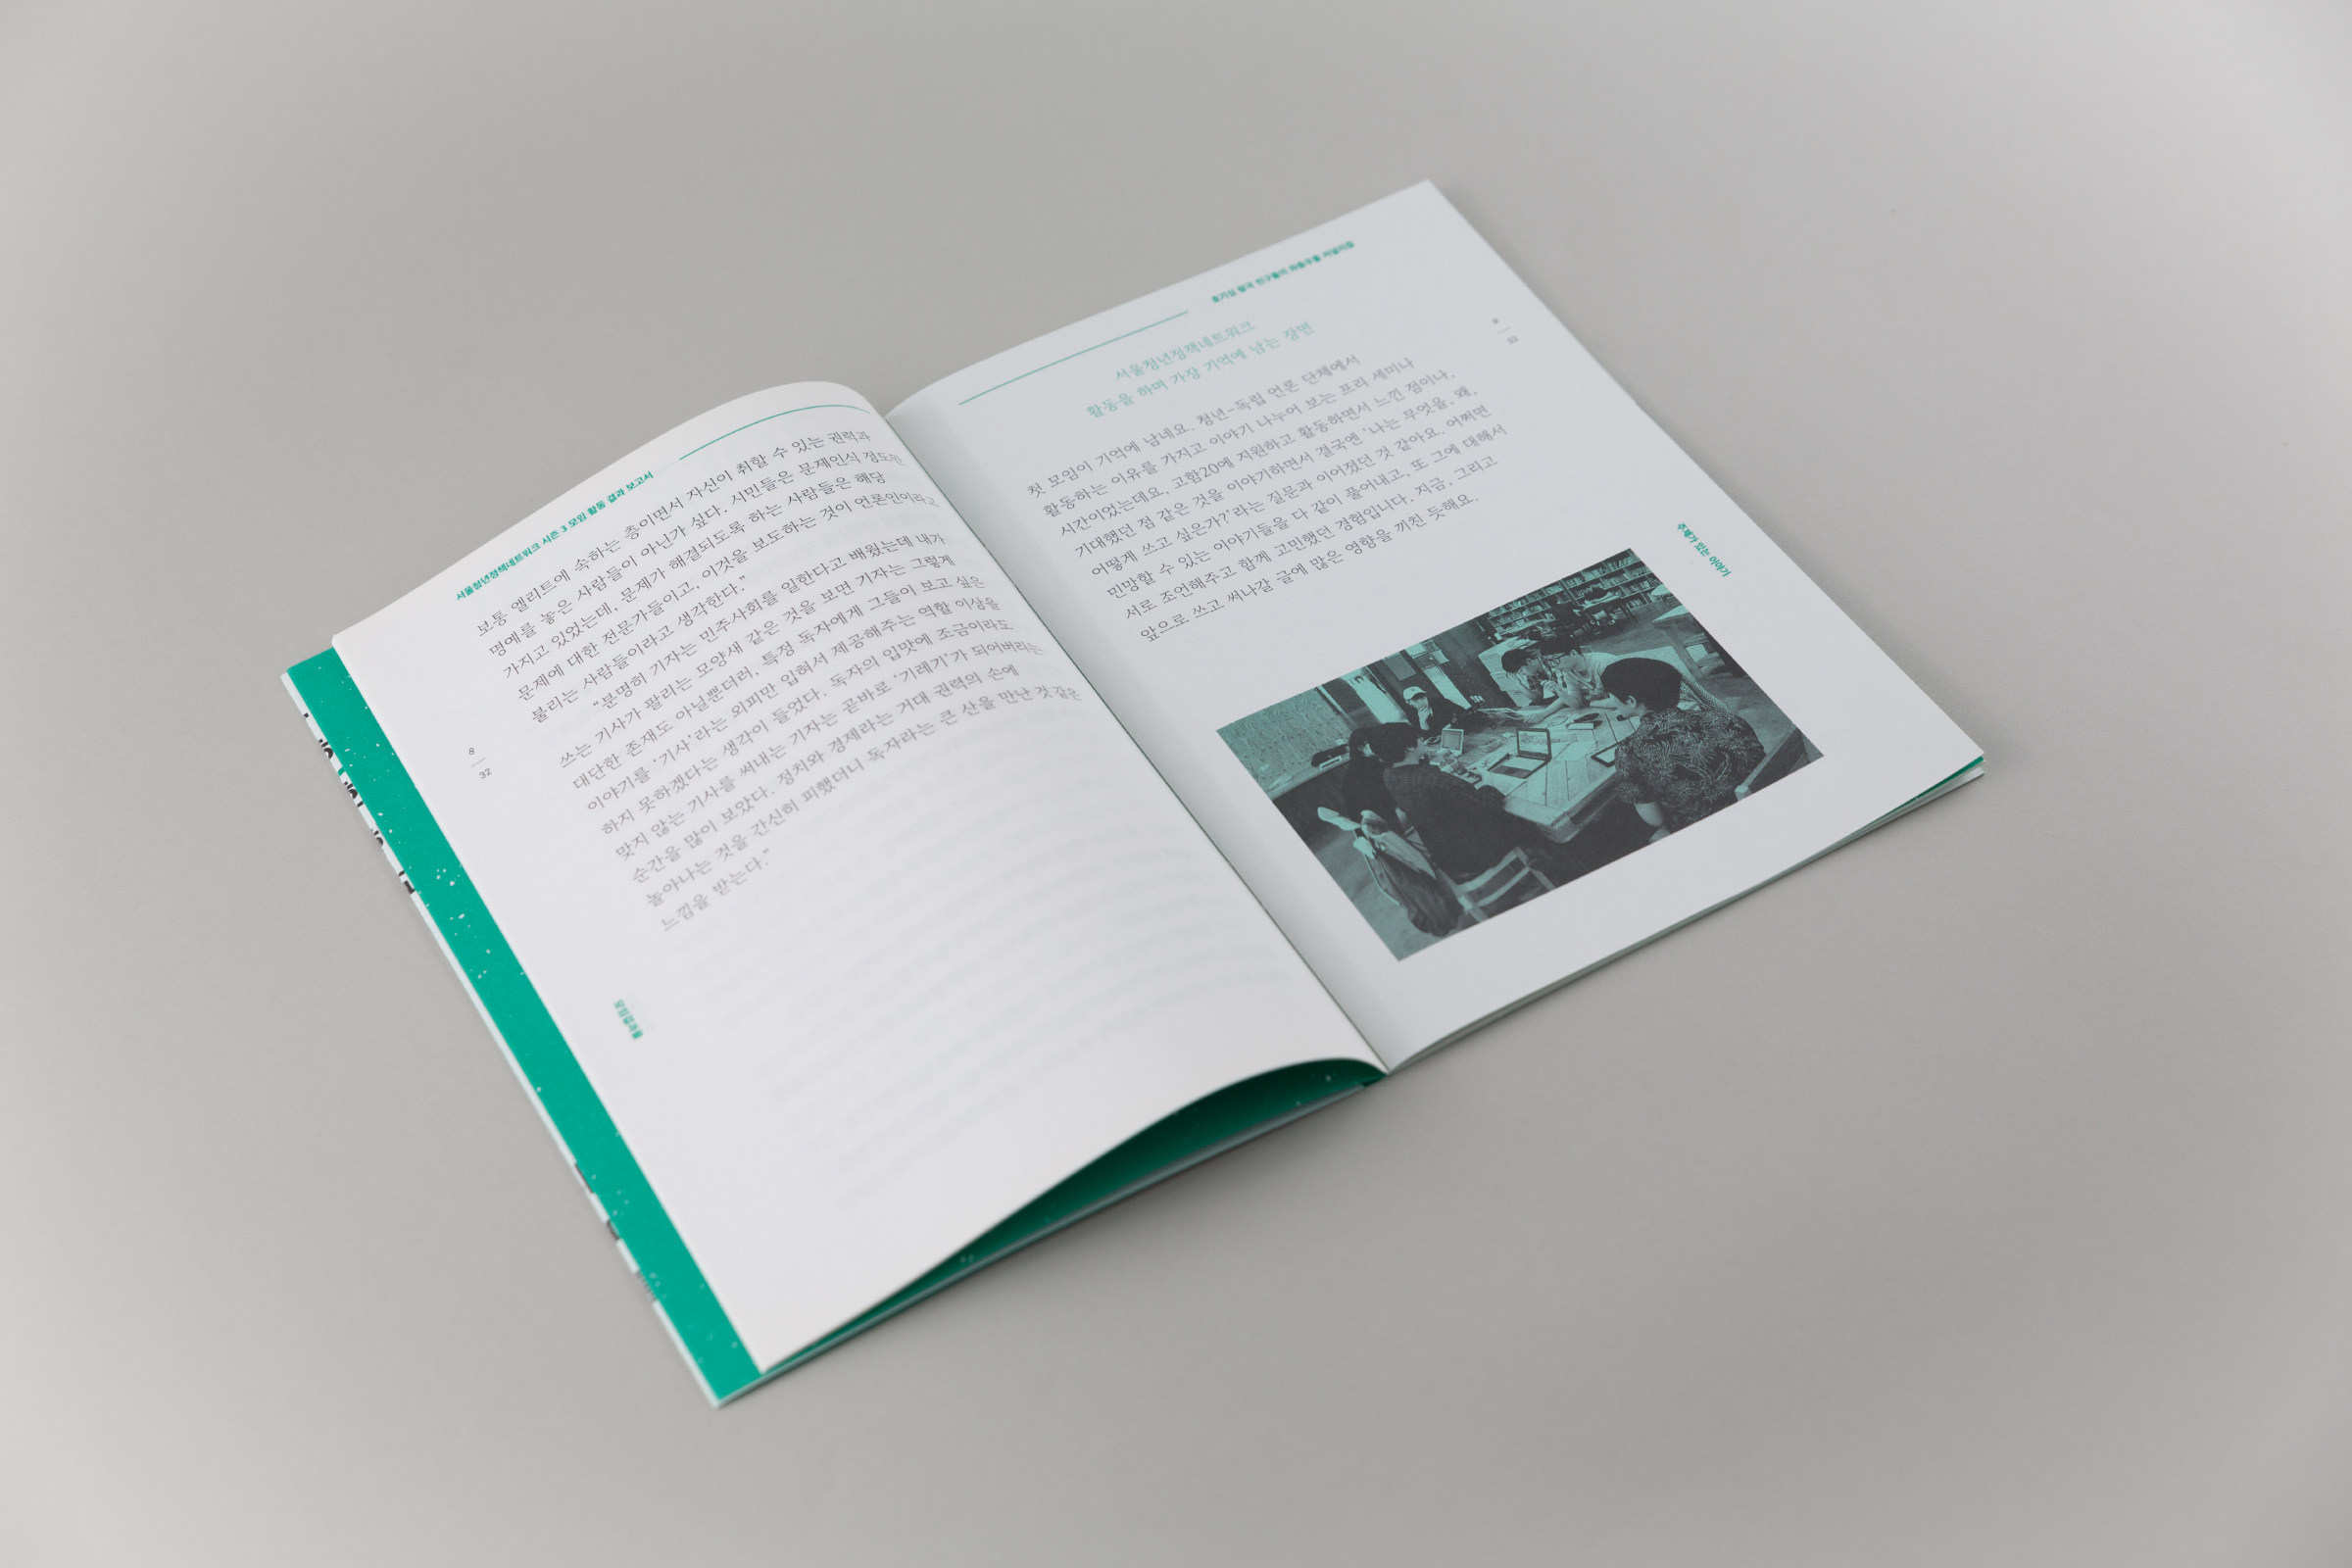 서울청년정책네트워크 시즌 3 모임 활동 결과 보고서
보통 엘리트에 속하는 층이면서 자신이 취할 수 있는 권력과
명예를 놓은 사람들이 아닌가 싶다. 시민들은 문제인식 정도만
가지고 있었는데, 문제가 해결되도록 하는 사람들은 해당
문제에 대한 전문가들이고, 이것을 보도하는 것이 언론인이라고
불리는 사람들이라고 생각한다.”
“분명히 기자는 민주사회를 일한다고 배웠는데 내가
쓰는 기사가 팔리는 모양새 같은 것을 보면 기자는 그렇게
대단한 존재도 아닐뿐더러, 특정 독자에게 그들이 보고 싶은
이야기를 ‘기사’라는 외피만 입혀서 제공해주는 역할 이상을
하지 못하겠다는 생각이 들었다. 독자의 입맛에 조금이라도
맞지 않는 기사를 써내는 기자는 곧바로 ‘기레기’가 되어버리는
순간을 많이 보았다. 정치와 경제라는 거대 권력의 손에
놀아나는 것을 간신히 피했더니 독자라는 큰 산을 만난 것 같은
느낌을 받는다.”
8
32
서울청년정책네트워크
활동을 하며 가장 기억에 남는 장면
첫 모임이 기억에 남네요. 청년-독립 언론 단체에서
활동하는 이유를 가지고 이야기 나누어 보는 프리 세미나
시간이었는데요, 고함20에 지원하고 활동하면서 느낀 점이나,
기대했던 점 같은 것을 이야기하면서 결국엔 ‘나는 무엇을, 왜,
어떻게 쓰고 싶은가?’라는 질문과 이어졌던 것 같아요. 어쩌면
민망할 수 있는 이야기들을 다 같이 풀어내고, 또 그에 대해서
서로 조언해주고 함께 고민했던 경험입니다. 지금, 그리고
앞으로 쓰고 써나갈 글에 많은 영향을 끼친 듯해요.
9
32